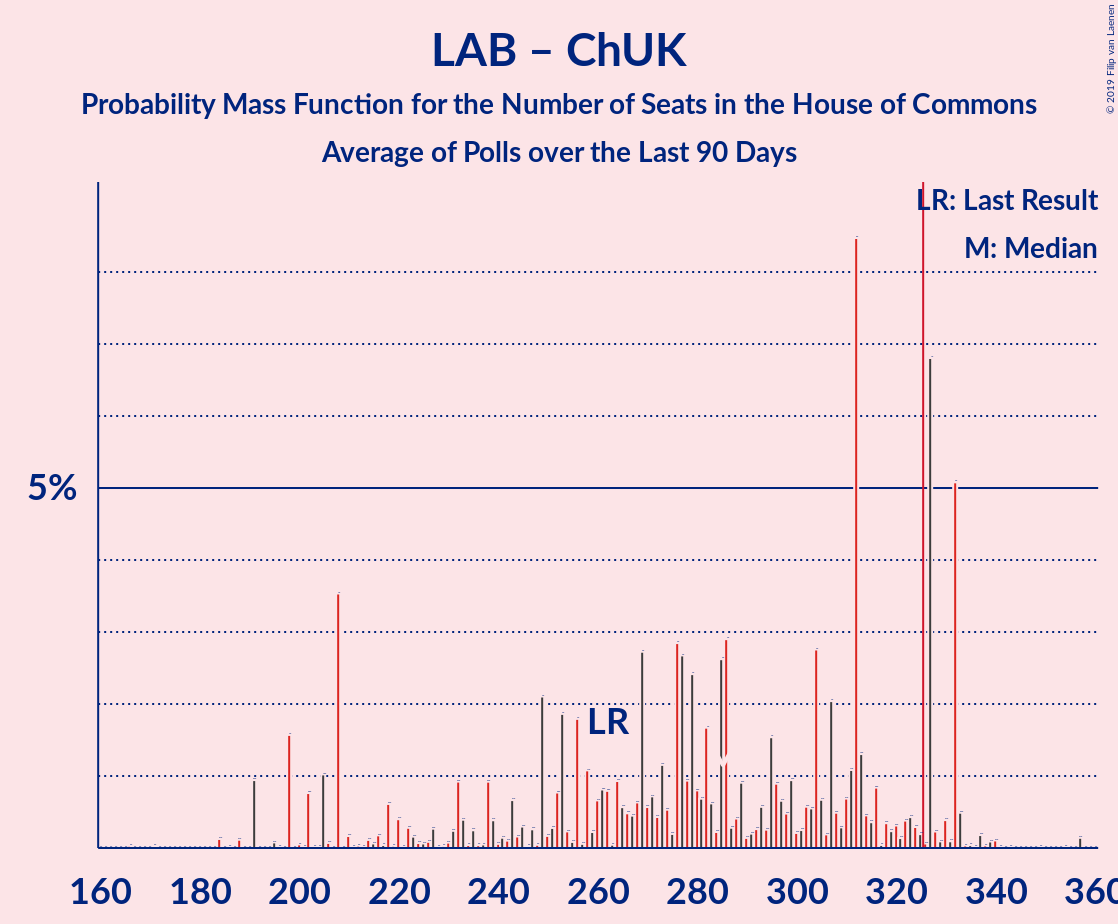 LAB – ChUK
Probability Mass Function for the Number of Seats in the House of Commons
Average of Polls over the Last 90 Days
© 2019 Filip van Laenen
LR: Last Result
M: Median
5%
LR
160 180 200 220 240 260 280 300 320 340 360